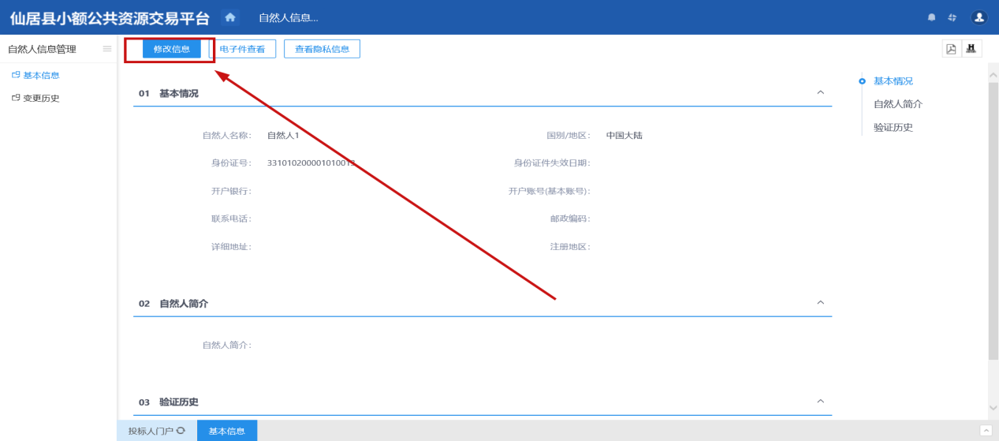 仙居县小额公共资源交易平台 自然人信息...
自然人信息管理
基本信息
变更历史
修改信息 电子件查看 查看隐私信息
01 基本情况
自然人名称: 自然人1 国别/地区: 中国大陆
身份证号: 331010200001010013 身份证件失效日期:
开户银行: 开户账号(基本账号):
联系电话: 邮政编码:
详细地址: 注册地区:
02 自然人简介
自然人简介:
03 验证历史
基本情况
自然人简介
验证历史
投标人门户 基本信息